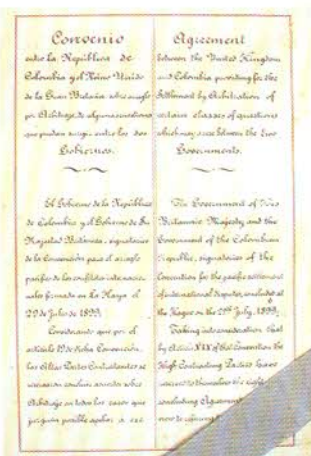 Convenio
entre la República de
Colombia y el Reino Unido
de la Gran Bretaña sobre arreglo
por Arbitraje de algunas cuestiones
que puedan surgir entre los dos
Gobiernos.
El Gobierno de la República
de Colombia y el Gobierno de Su
Majestad Británica, signatarios
de la Convención para el arreglo
pacífico de los conflictos internacio-
nales firmada en La Haya el
29 de Julio de 1899;
Considerando que por el
artículo 19 de dicha Convención,
las Altas Partes Contratantes se
reservaron concluir acuerdos sobre
Arbitraje en todos los casos que
juzguen posible
Agreement
between the United Kingdom
and Colombia providing for the
Settlement by Arbitration of
certain classes of questions
which may arise between the two
Governments.
The Government of His
Britannic Majesty and the
Government of the Colombian
Republic, signatories of the
Convention for the pacific settlement
of international disputes, concluded at
the Hague on the 29th July, 1899;
Taking into consideration that
by Article XIX of that Convention the
High Contracting Parties have
reserved to themselves the right
concluding Agreement